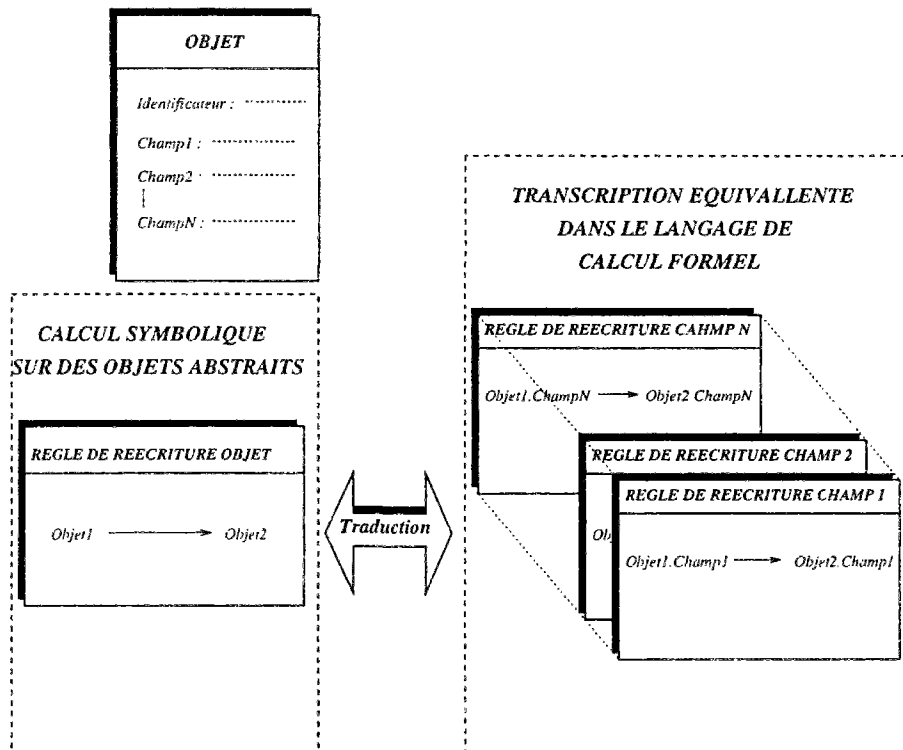 OBJET
Identificateur :
Champ1 :
Champ2
ChampN :
CALCUL SYMBOLIQUE
SUR DES OBJETS ABSTRAITS
REGLE DE REECRITURE OBJET
Objet1 Objet2
Traduction
TRANSCRIPTION EQUIVALLENTE
DANS LE LANGAGE DE
CALCUL FORMEL
REGLE DE REECRITURE CAHMP N
Objet1.ChampN Objet2 ChampN
REGLE DE REECRITURE CHAMP 2
REGLE DE REECRITURE CHAMP 1
Objet1.Champ1 Objet2.Champ1